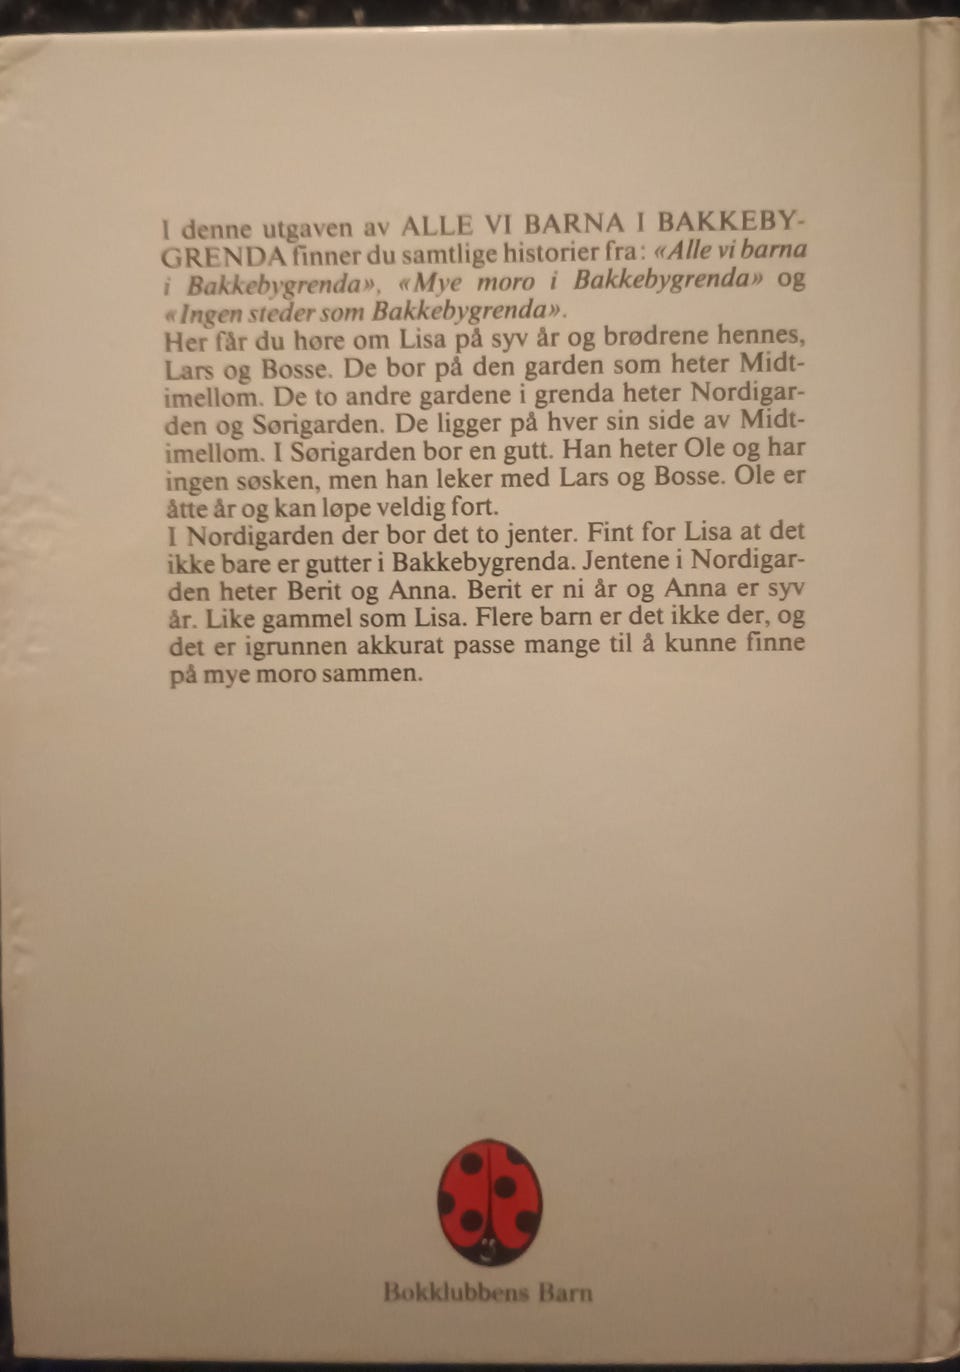 I denne utgaven av ALLE VI BARNA I BAKKEBY-
GRENDA finner du samtlige historier fra: «Alle vi barna
i Bakkebygrenda», «Mye moro i Bakkebygrenda» og
«Ingen steder som Bakkebygrenda».
Her får du høre om Lisa på syv år og brødrene hennes,
Lars og Bosse. De bor på den garden som heter Midt-
imellom. De to andre gardene i grenda heter Nordigar-
den og Sørigarden. De ligger på hver sin side av Midt-
imellom. I Sørigarden bor en gutt. Han heter Ole og har
ingen søsken, men han leker med Lars og Bosse. Ole er
åtte år og kan løpe veldig fort.
I Nordigarden der bor det to jenter. Fint for Lisa at det
ikke bare er gutter i Bakkebygrenda. Jentene i Nordigar-
den heter Berit og Anna. Berit er ni år og Anna er syv
år. Like gammel som Lisa. Flere barn er det ikke der, og
det er igrunnen akkurat passe mange til å kunne finne
på mye moro sammen.
Bokklubbens Barn